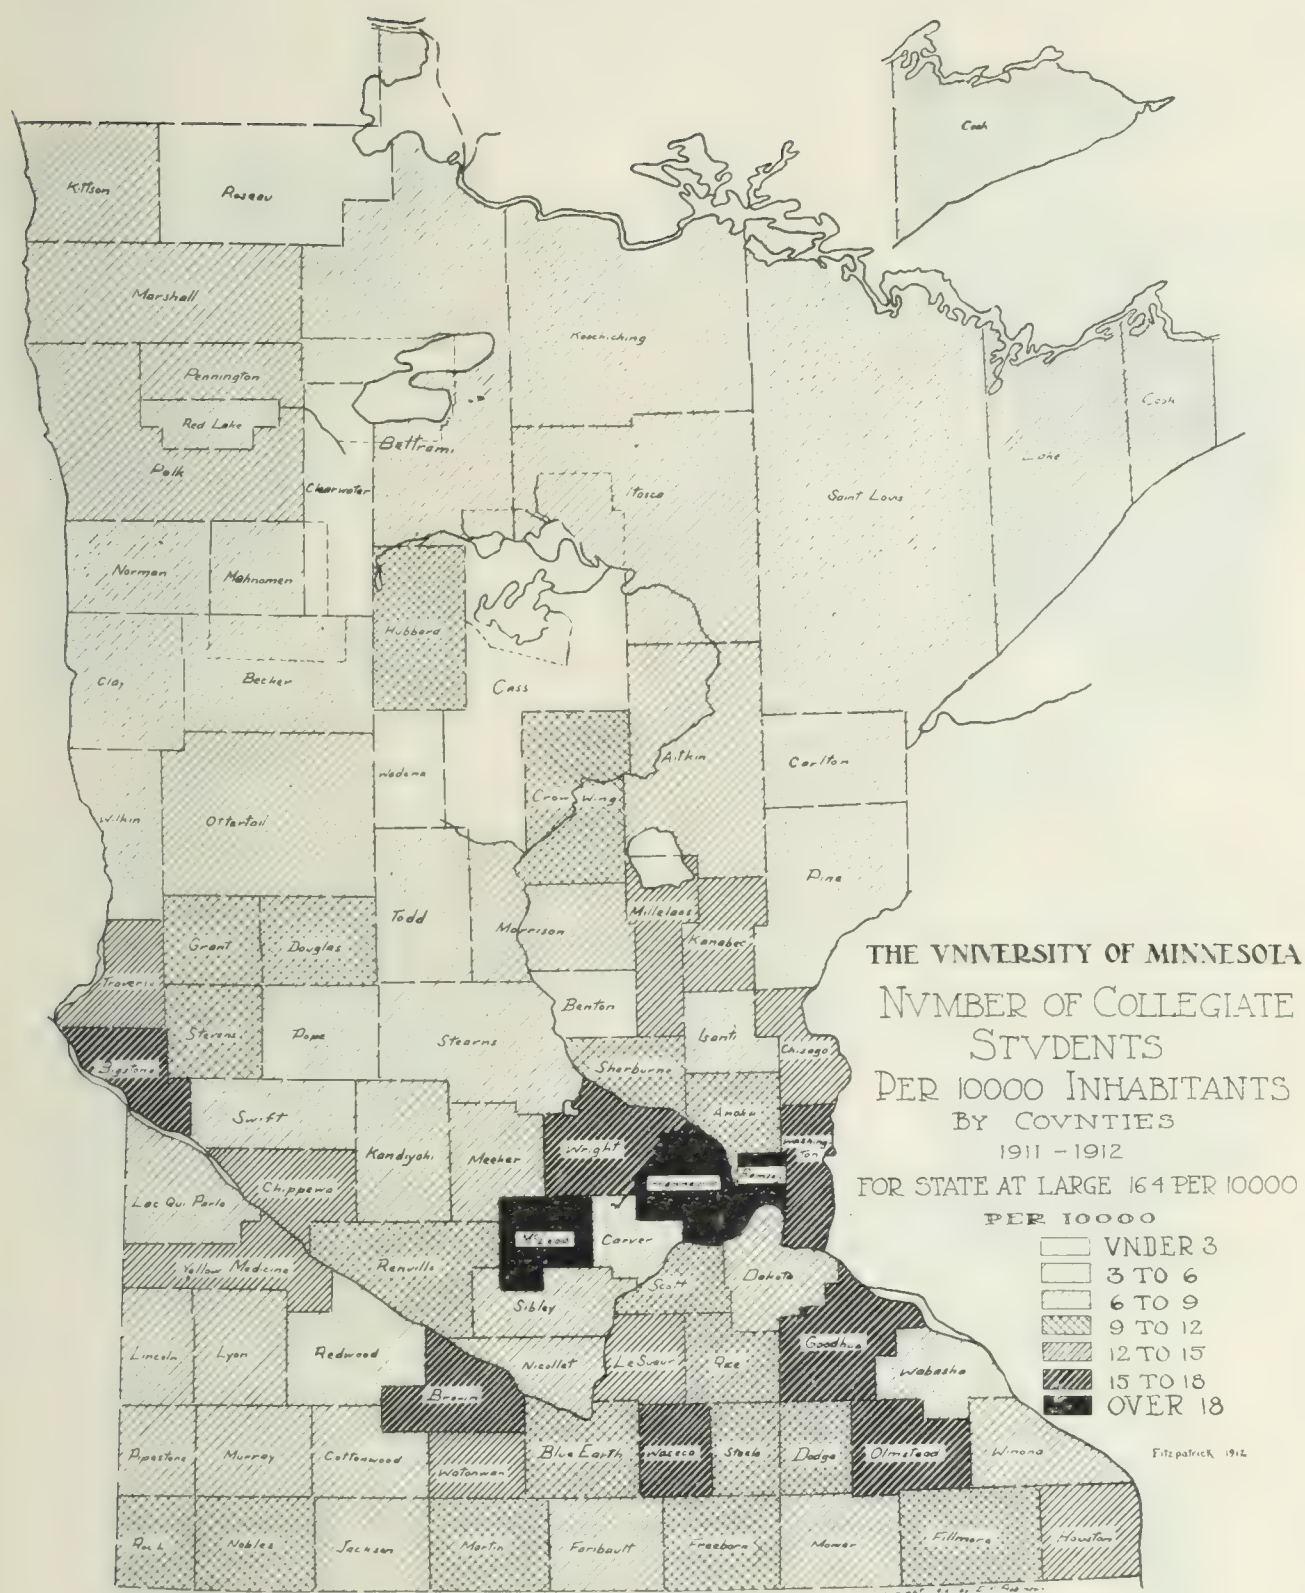 Cook
Kittson
Roseau
Marshall
Koochiching
Pennington
Cook
Red Lake
Beltrami
Lake
Polk
Clearwater
Itasca
Saint Louis
Norman
Mahnomen
Hubbard
Clay
Becker
Cass
Aitkin
Carlton
Wadena
Crow Wing
Wilkin
Ottertail
Pine
Todd
Millelacs
Grant
Douglas
Morrison
Kanabec
THE VNIVERSITY OF MINNESOTA
NVMBER OF COLLEGIATE
STVDENTS
PER 10000 INHABITANTS
BY COVNTIES
1911 - 1912
FOR STATE AT LARGE 164 PER 10000
PER 10000
VNDER 3
3 TO 6
6 TO 9
9 TO 12
12 TO 15
15 TO 18
OVER 18
Fitzpatrick 1912
Traverse
Benton
Stevens
Pope
Stearns
Isanti
Chisago
Bigstone
Sherburne
Swift
Anoka
Washing
ton
Kandiyohi
Meeker
Wright
Hennepin
Ramsey
Chippewa
Lac Qui Parle
McLeod
Carver
Yellow Medicine
Renville
Scott
Dakota
Sibley
Lincoln
Lyon
Redwood
Nicollet
Le Sueur
Rice
Goodhue
Wabasha
Brown
Pipestone
Murray
Cottonwood
Watonwan
Blue Earth
Waseca
Steele
Dodge
Olmstead
Winona
Rock
Nobles
Jackson
Martin
Faribault
Freeborn
Mower
Fillmore
Houston